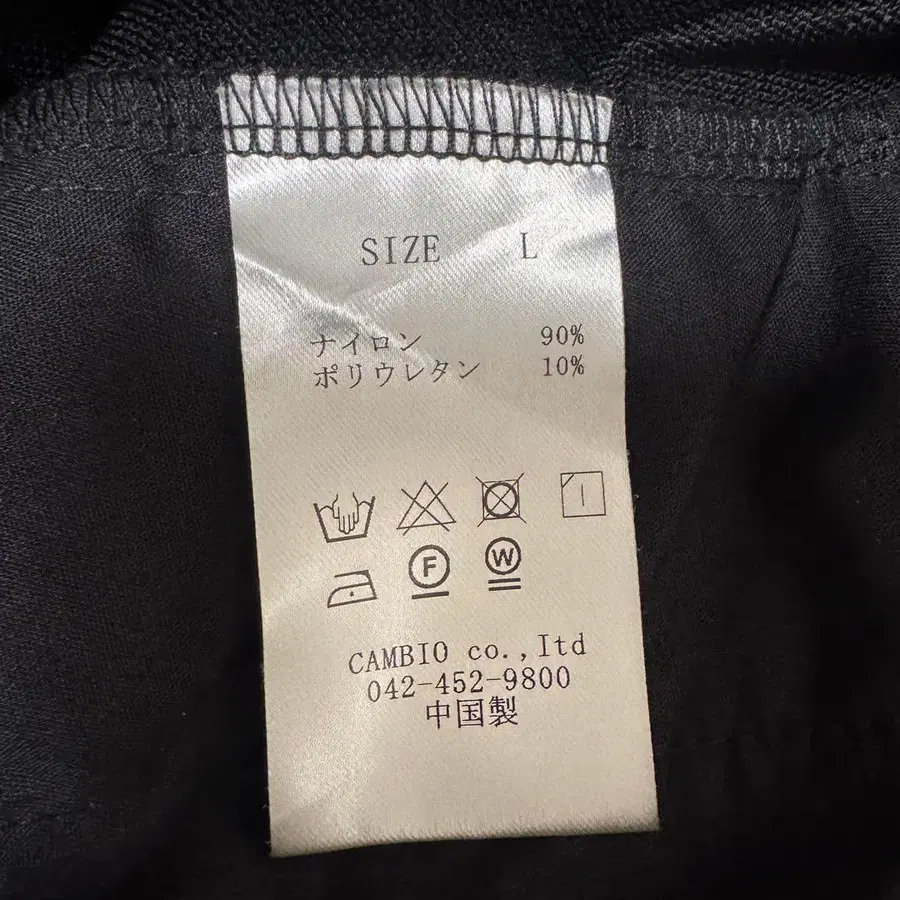 SIZE L
ナイロン 90%
ポリウレタン 10%
F W
CAMBIO co.,ltd
042-452-9800
中国製